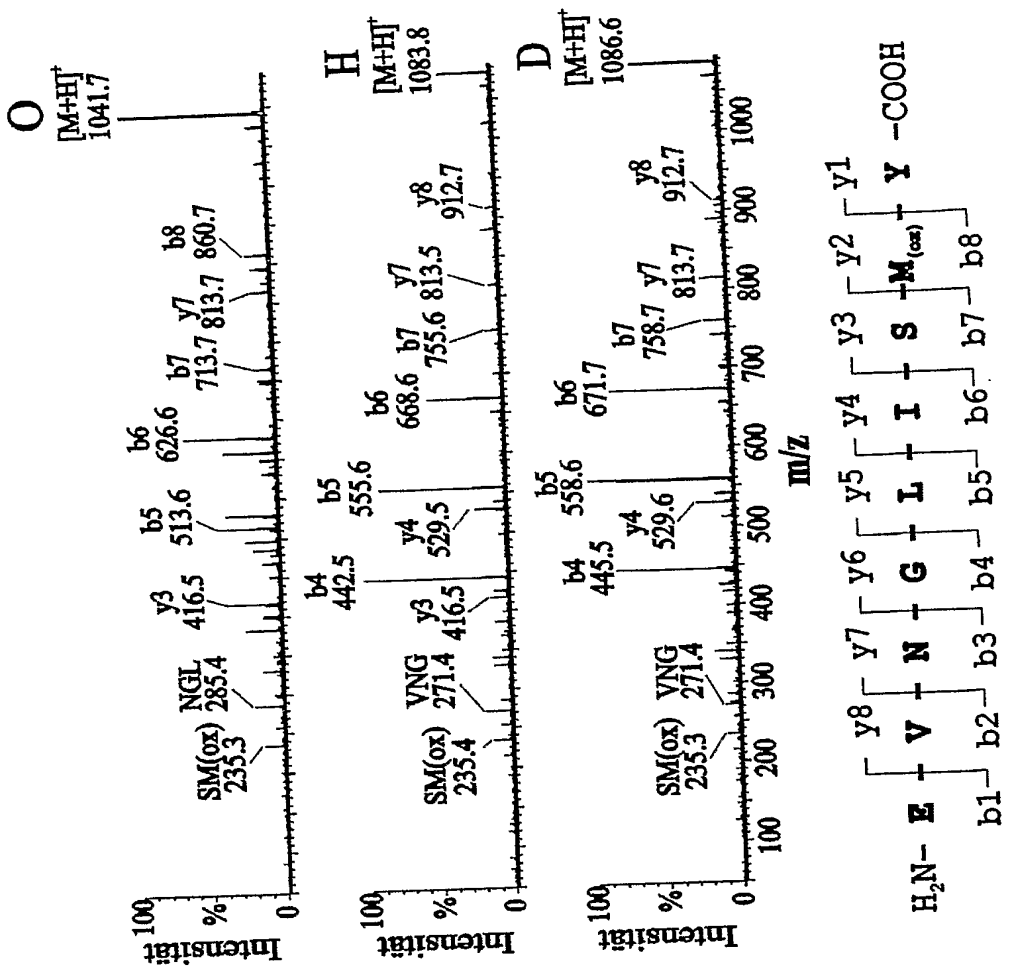 O
[M+H]+
1041.7
b8
860.7
y7
813.7
b7
713.7
b6
626.6
b5
513.6
y3
416.5
NGL
285.4
SM(ox)
235.3
100
%
0
Intensität
H
[M+H]+
1083.8
y8
912.7
y7
813.5
b7
755.6
b6
668.6
b5
555.6
y4
529.5
b4
442.5
y3
416.5
VNG
271.4
SM(ox)
235.4
100
%
0
Intensität
D
[M+H]+
1086.6
y8
912.7
y7
813.7
b7
758.7
b6
671.7
b5
558.6
y4
529.6
b4
445.5
VNG
271.4
SM(ox)
235.3
100
%
0
Intensität
100 200 300 400 500 600 700 800 900 1000
m/z
y8 y7 y6 y5 y4 y3 y2 y1
H2N- E V N G L I S M(ox) Y -COOH
b1 b2 b3 b4 b5 b6 b7 b8